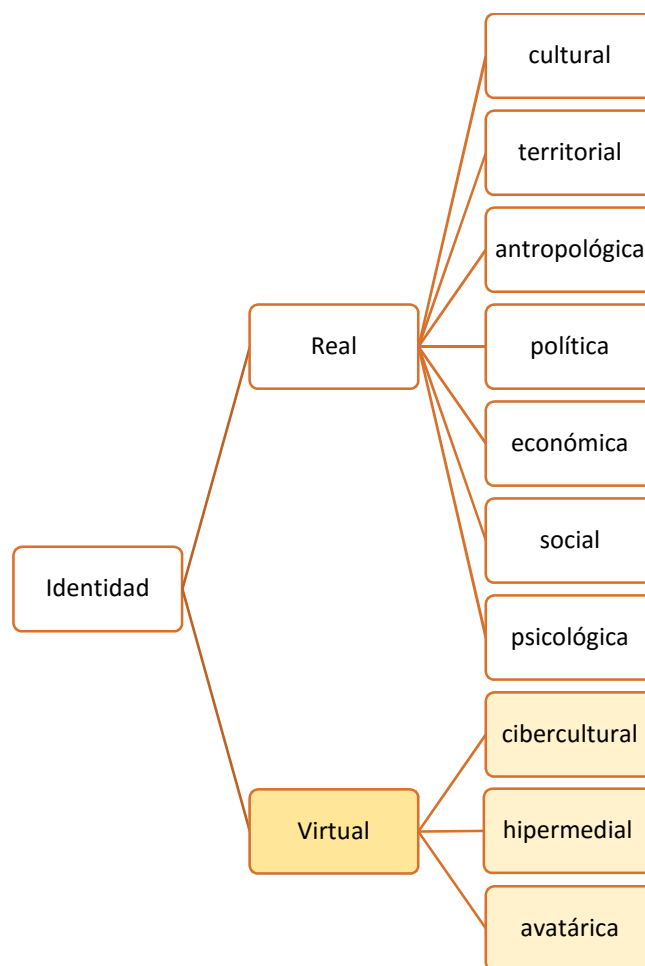 Identidad
Real
cultural
territorial
antropológica
política
económica
social
psicológica
Virtual
cibercultural
hipermedial
avatárica